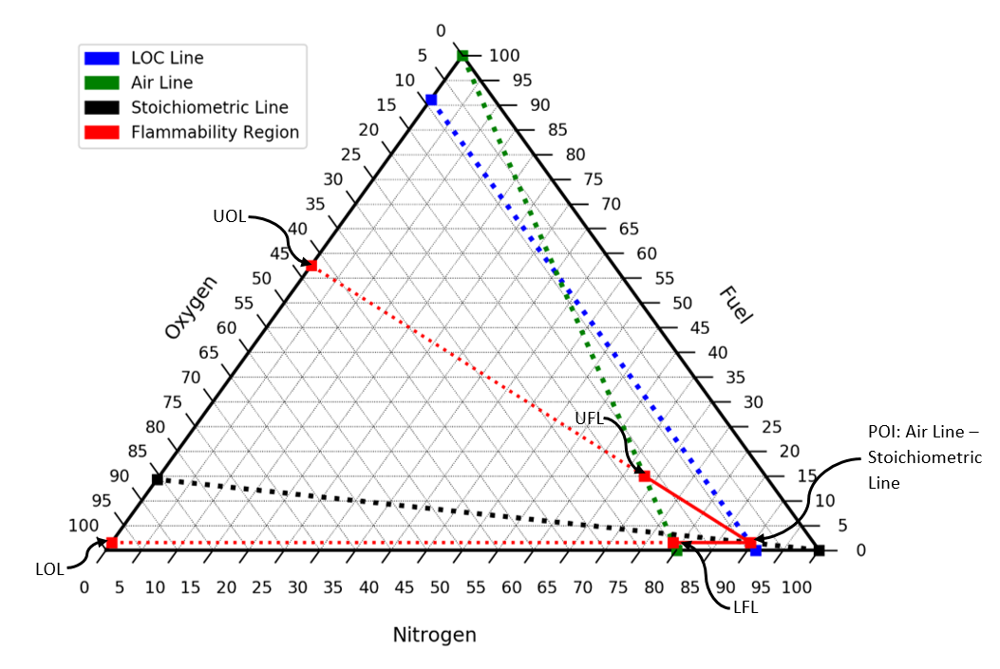 LOC Line
Air Line
Stoichiometric Line
Flammability Region
0
5
10
15
20
25
30
35
40
45
50
55
60
65
70
75
80
85
90
95
100
Oxygen
100
95
90
85
80
75
70
65
60
55
50
45
40
35
30
25
20
15
10
5
0
Fuel
UOL
UFL
POI: Air Line –
Stoichiometric
Line
LOL
LFL
0 5 10 15 20 25 30 35 40 45 50 55 60 65 70 75 80 85 90 95 100
Nitrogen